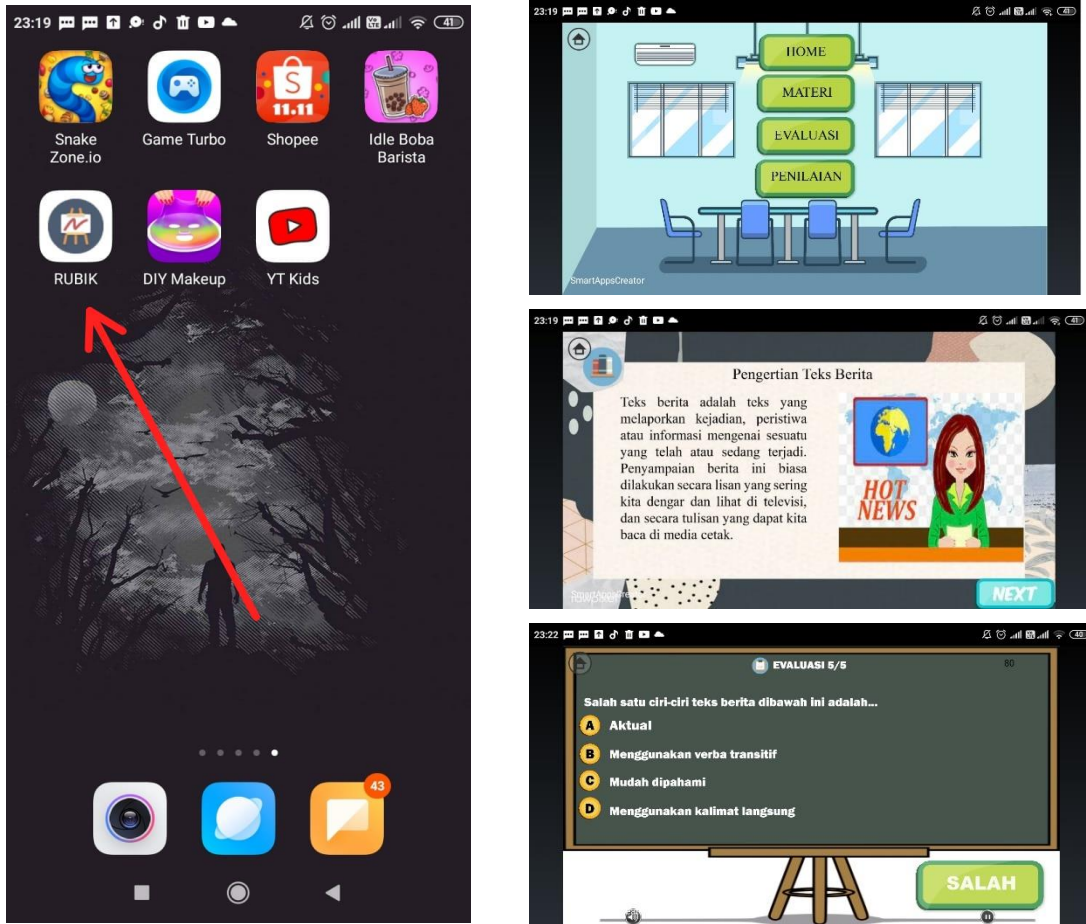 23:19
41
Snake
Zone.io
Game Turbo
S
11.11
Shopee
Idle Boba
Barista
RUBIK
DIY Makeup
YT Kids
43
23:19
41
HOME
MATERI
EVALUASI
PENILAIAN
SmartAppsCreator
23:19
41
Pengertian Teks Berita
Teks berita adalah teks yang
melaporkan kejadian, peristiwa
atau informasi mengenai sesuatu
yang telah atau sedang terjadi.
Penyampaian berita ini biasa
dilakukan secara lisan yang sering
kita dengar dan lihat di televisi,
dan secara tulisan yang dapat kita
baca di media cetak.
HOT
NEWS
NEXT
23:22
40
EVALUASI 5/5
80
Salah satu ciri-ciri teks berita dibawah ini adalah...
A Aktual
B Menggunakan verba transitif
C Mudah dipahami
D Menggunakan kalimat langsung
SALAH